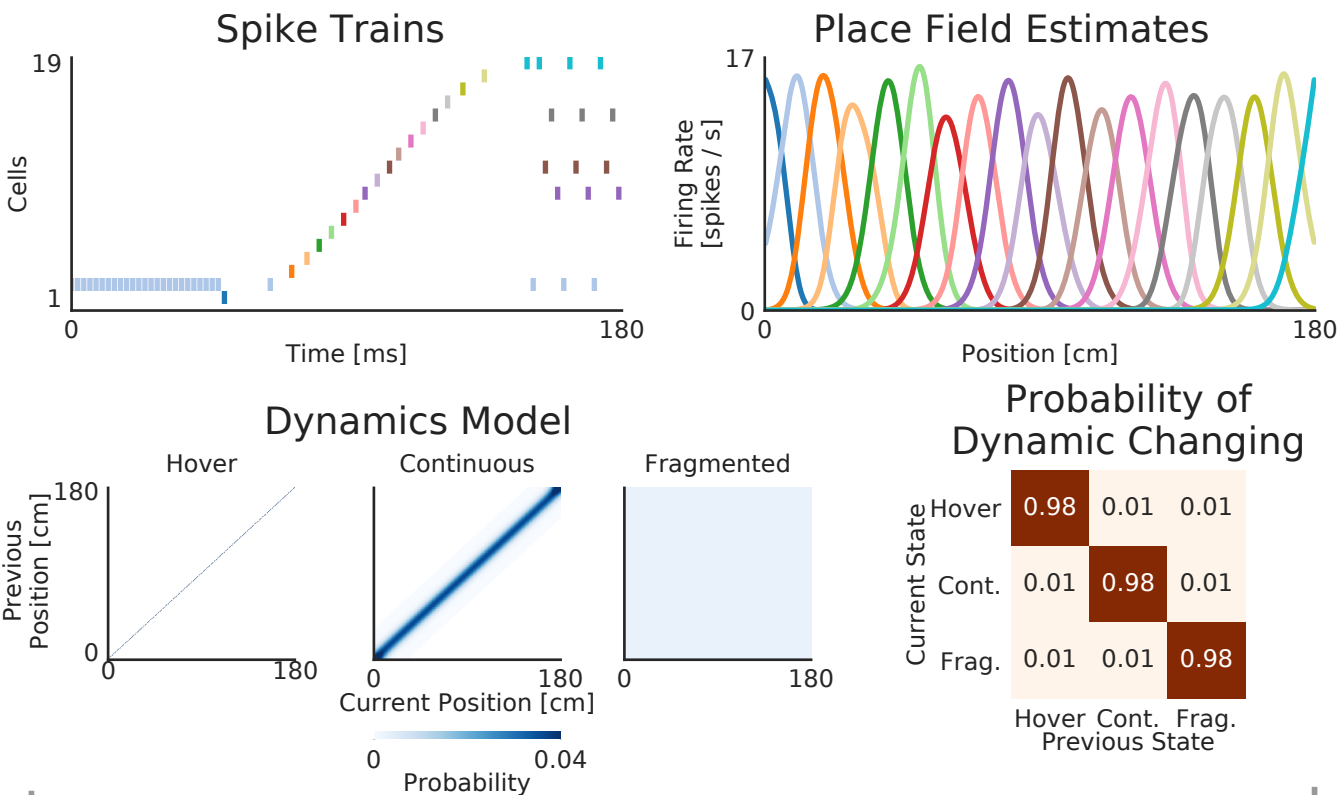 Spike Trains
19
Cells
1
0
180
Time [ms]
Place Field Estimates
17
Firing Rate
[spikes / s]
0
0
180
Position [cm]
Dynamics Model
Hover
Continuous
Fragmented
Previous
Position [cm]
180
0
0
180
0
180
0
180
Current Position [cm]
0
0.04
Probability
Probability of
Dynamic Changing
Current State
Hover 0.98 0.01 0.01
Cont. 0.01 0.98 0.01
Frag. 0.01 0.01 0.98
Hover Cont. Frag.
Previous State